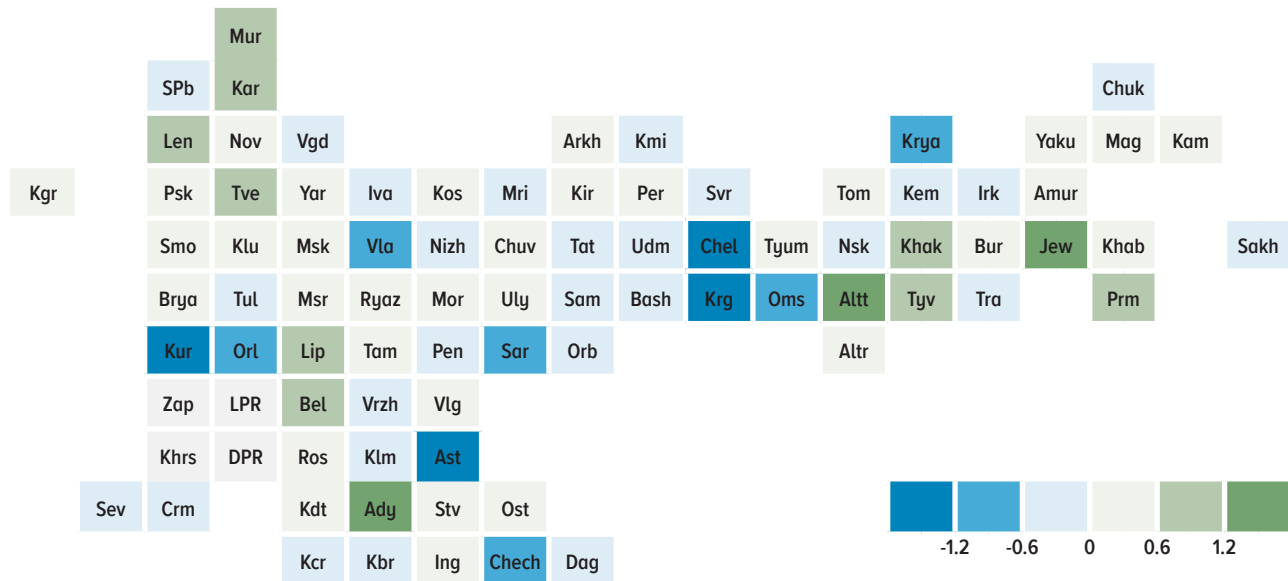 Mur
SPb Kar Chuk
Len Nov Vgd Arkh Kmi Krya Yaku Mag Kam
Kgr Psk Tve Yar Iva Kos Mri Kir Per Svr Tom Kem Irk Amur
Smo Klu Msk Vla Nizh Chuv Tat Udm Chel Tyum Nsk Khak Bur Jew Khab Sakh
Brya Tul Msr Ryaz Mor Uly Sam Bash Krg Oms Altt Tyv Tra Prm
Kur Orl Lip Tam Pen Sar Orb Altr
Zap LPR Bel Vrzh Vlg
Khrs DPR Ros Klm Ast
Sev Crm Kdt Ady Stv Ost
-1.2 -0.6 0 0.6 1.2
Kcr Kbr Ing Chech Dag